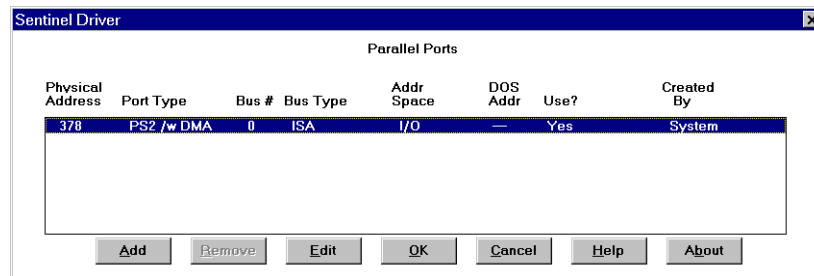 Sentinel Driver
Parallel Ports
Physical Address Port Type Bus # Bus Type Addr Space DOS Addr Use? Created By
378 PS2 /w DMA 0 ISA I/O — Yes System
Add Remove Edit OK Cancel Help About